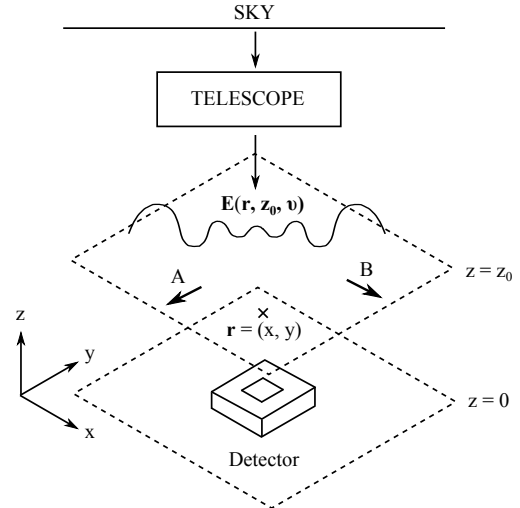 SKY
TELESCOPE
E(r, z₀, υ)
A
B
z = z₀
z
y
x
r = (x, y)
z = 0
Detector